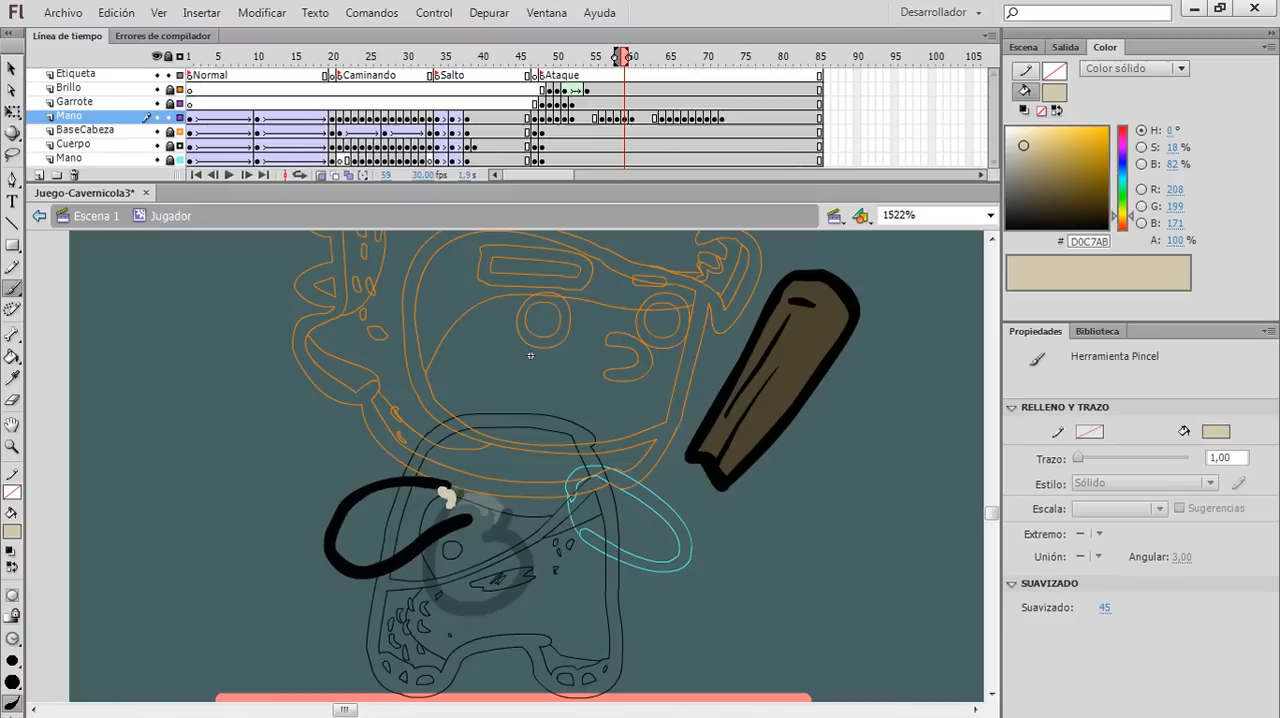 Fl Archivo Edición Ver Insertar Modificar Texto Comandos Control Depurar Ventana Ayuda Desarrollador
Línea de tiempo Errores de compilador
1 5 10 15 20 25 30 35 40 45 50 55 60 65 70 75 80 85 90 95 100 105
Etiqueta Normal Caminando Salto Ataque
Brillo
Garrote
Mano
BaseCabeza
Cuerpo
Mano
59 30,00 fps 1,9 s
Juego-Cavernicola3* ×
Escena 1 Jugador 1522%
Escena Salida Color
Color sólido
H: 0 °
S: 18 %
B: 82 %
R: 208
G: 199
B: 171
# D0C7AB A: 100 %
Propiedades Biblioteca
Herramienta Pincel
RELLENO Y TRAZO
Trazo: 1,00
Estilo: Sólido
Escala: Sugerencias
Extremo:
Unión: Angular: 3,00
SUAVIZADO
Suavizado: 45